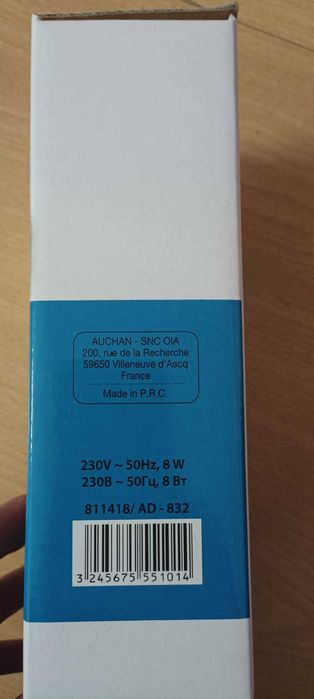 AUCHAN - SNC OIA
200, rue de la Recherche
59650 Villeneuve d'Ascq
France
Made in P.R.C.
230V ~ 50Hz, 8 W
230В ~ 50Гц, 8 Вт
811418/ AD - 832
3 245675 551014